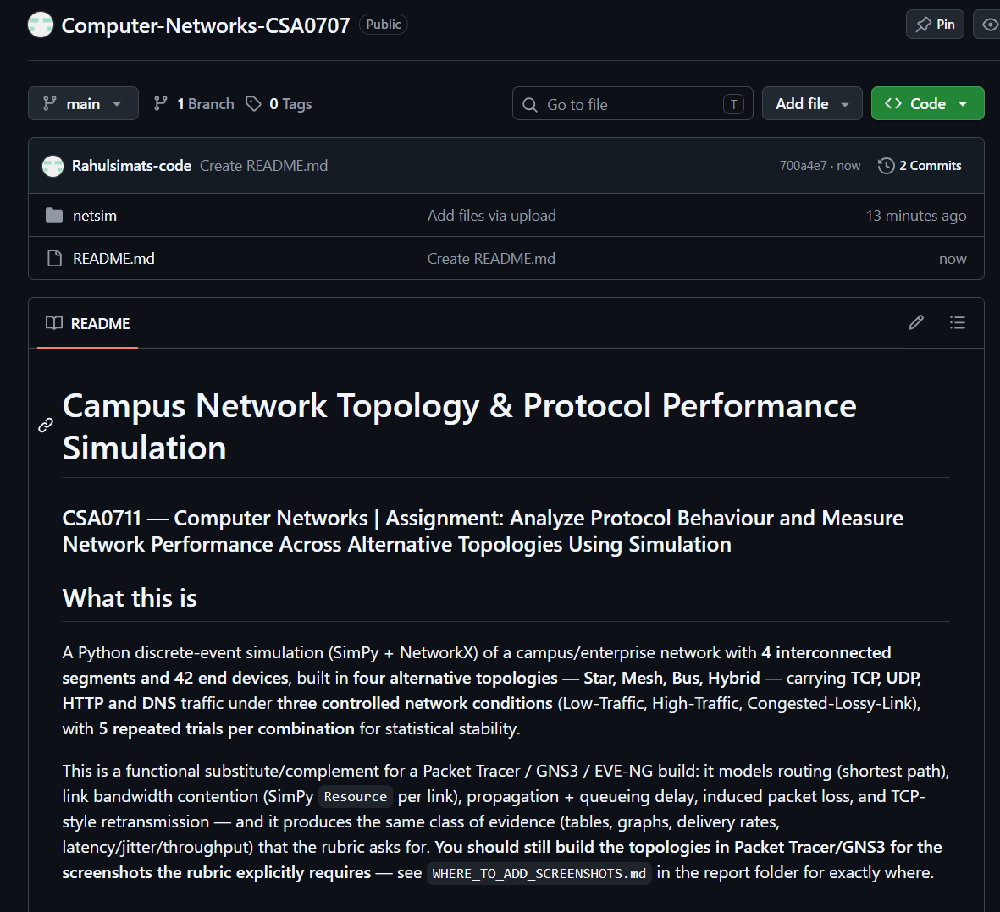 Computer-Networks-CSA0707 Public Pin
main 1 Branch 0 Tags Go to file T Add file Code
Rahulsimats-code Create README.md 700a4e7 · now 2 Commits
netsim Add files via upload 13 minutes ago
README.md Create README.md now
README
Campus Network Topology & Protocol Performance
Simulation
CSA0711 — Computer Networks | Assignment: Analyze Protocol Behaviour and Measure
Network Performance Across Alternative Topologies Using Simulation
What this is
A Python discrete-event simulation (SimPy + NetworkX) of a campus/enterprise network with 4 interconnected
segments and 42 end devices, built in four alternative topologies — Star, Mesh, Bus, Hybrid — carrying TCP, UDP,
HTTP and DNS traffic under three controlled network conditions (Low-Traffic, High-Traffic, Congested-Lossy-Link),
with 5 repeated trials per combination for statistical stability.
This is a functional substitute/complement for a Packet Tracer / GNS3 / EVE-NG build: it models routing (shortest path),
link bandwidth contention (SimPy Resource per link), propagation + queueing delay, induced packet loss, and TCP-
style retransmission — and it produces the same class of evidence (tables, graphs, delivery rates,
latency/jitter/throughput) that the rubric asks for. You should still build the topologies in Packet Tracer/GNS3 for the
screenshots the rubric explicitly requires — see WHERE_TO_ADD_SCREENSHOTS.md in the report folder for exactly where.